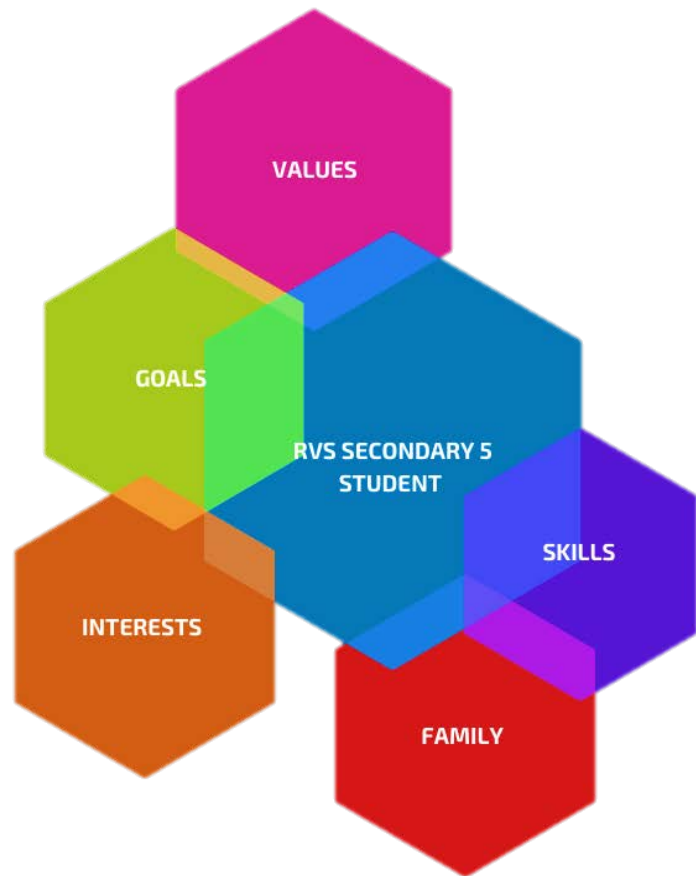 VALUES
GOALS
RVS SECONDARY 5
STUDENT
SKILLS
INTERESTS
FAMILY